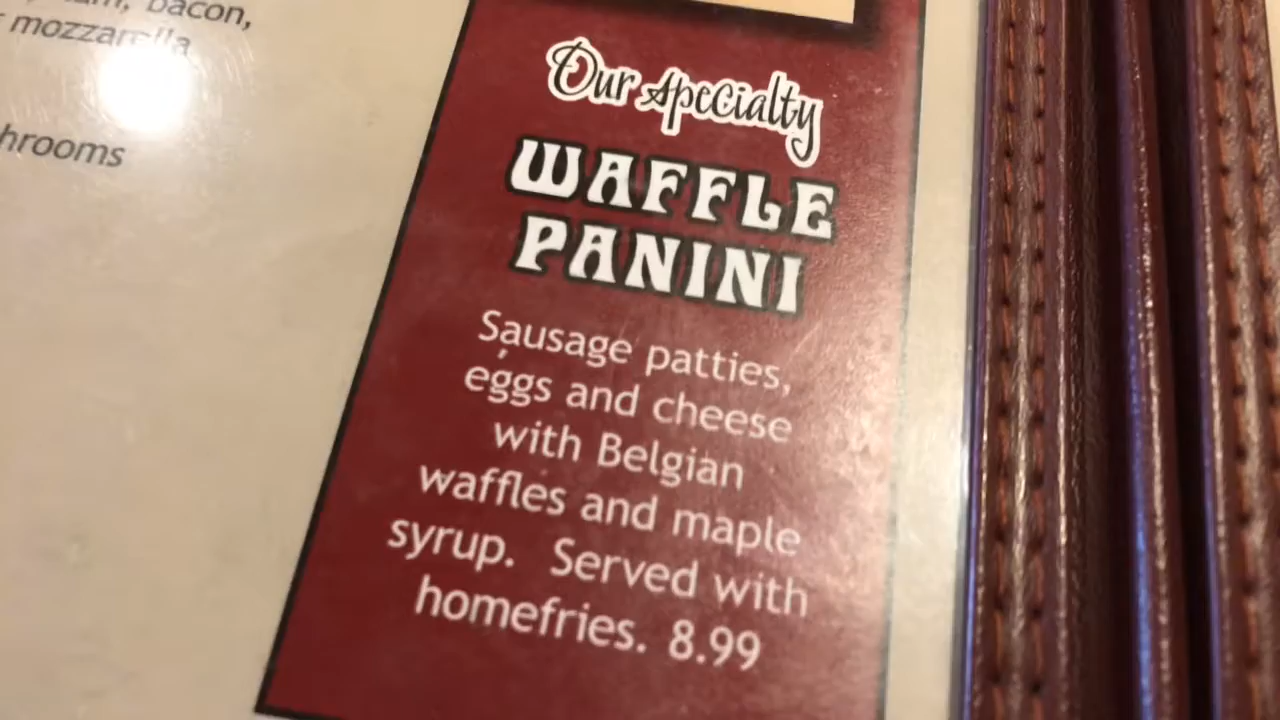 bacon,
mozzarella
Our specialty
WAFFLE
PANINI
Sausage patties,
eggs and cheese
with Belgian
waffles and maple
syrup. Served with
homefries. 8.99